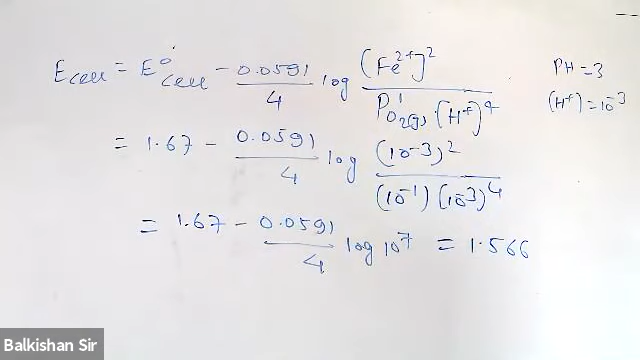 Ecell = E°cell - 0.0591/4 log [Fe²⁺]²/P¹O₂(g) (H⁺)⁴ PH = 3
(H⁺) = 10⁻³
= 1.67 - 0.0591/4 log (10⁻³)²/(10⁻¹) (10⁻³)⁴
= 1.67 - 0.0591/4 log 10⁷ = 1.566
Balkishan Sir